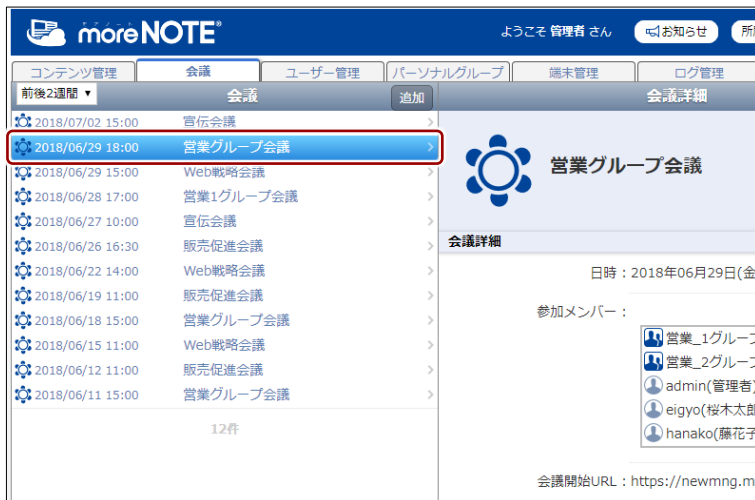 モアノート
moreNOTE®
ようこそ 管理者 さん
お知らせ
所
コンテンツ管理 会議 ユーザー管理 パーソナルグループ 端末管理 ログ管理
前後2週間 ▼ 会議 追加
2018/07/02 15:00 宣伝会議
2018/06/29 18:00 営業グループ会議
2018/06/29 15:00 Web戦略会議
2018/06/28 17:00 営業1グループ会議
2018/06/27 10:00 宣伝会議
2018/06/26 16:30 販売促進会議
2018/06/22 14:00 Web戦略会議
2018/06/19 11:00 販売促進会議
2018/06/18 15:00 営業グループ会議
2018/06/15 11:00 Web戦略会議
2018/06/12 11:00 販売促進会議
2018/06/11 15:00 営業グループ会議
12件
会議詳細
営業グループ会議
会議詳細
日時：2018年06月29日(金
参加メンバー：
営業_1グループ
営業_2グループ
admin(管理者)
eigyo(桜木太郎
hanako(藤花子
会議開始URL：https://newmng.m